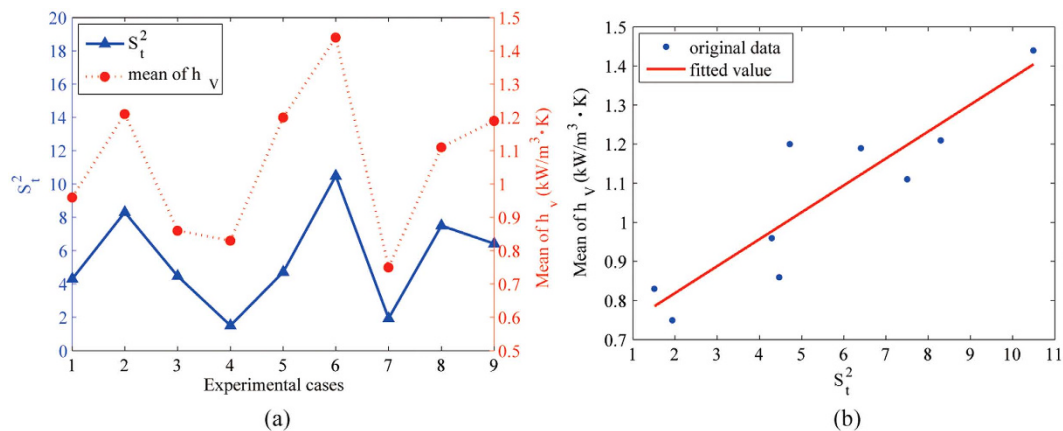 20
18
16
14
12
10
8
6
4
2
0
S_t^2
S_t^2
mean of h_V
1.5
1.4
1.3
1.2
1.1
1
0.9
0.8
0.7
0.6
0.5
Mean of h_v (kW/m^3•K)
1 2 3 4 5 6 7 8 9
Experimental cases
(a)
1.5
1.4
1.3
1.2
1.1
1
0.9
0.8
0.7
Mean of h_v (kW/m^3•K)
original data
fitted value
1 2 3 4 5 6 7 8 9 10 11
S_t^2
(b)